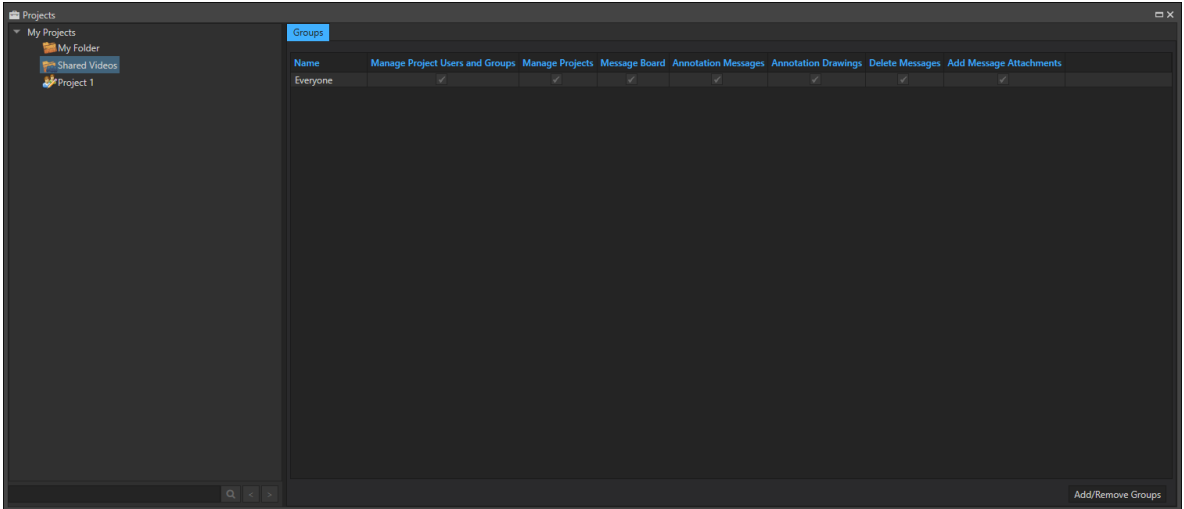 Projects
My Projects
Groups
My Folder
Shared Videos
Name Manage Project Users and Groups Manage Projects Message Board Annotation Messages Annotation Drawings Delete Messages Add Message Attachments
Project 1
Everyone
< >
Add/Remove Groups